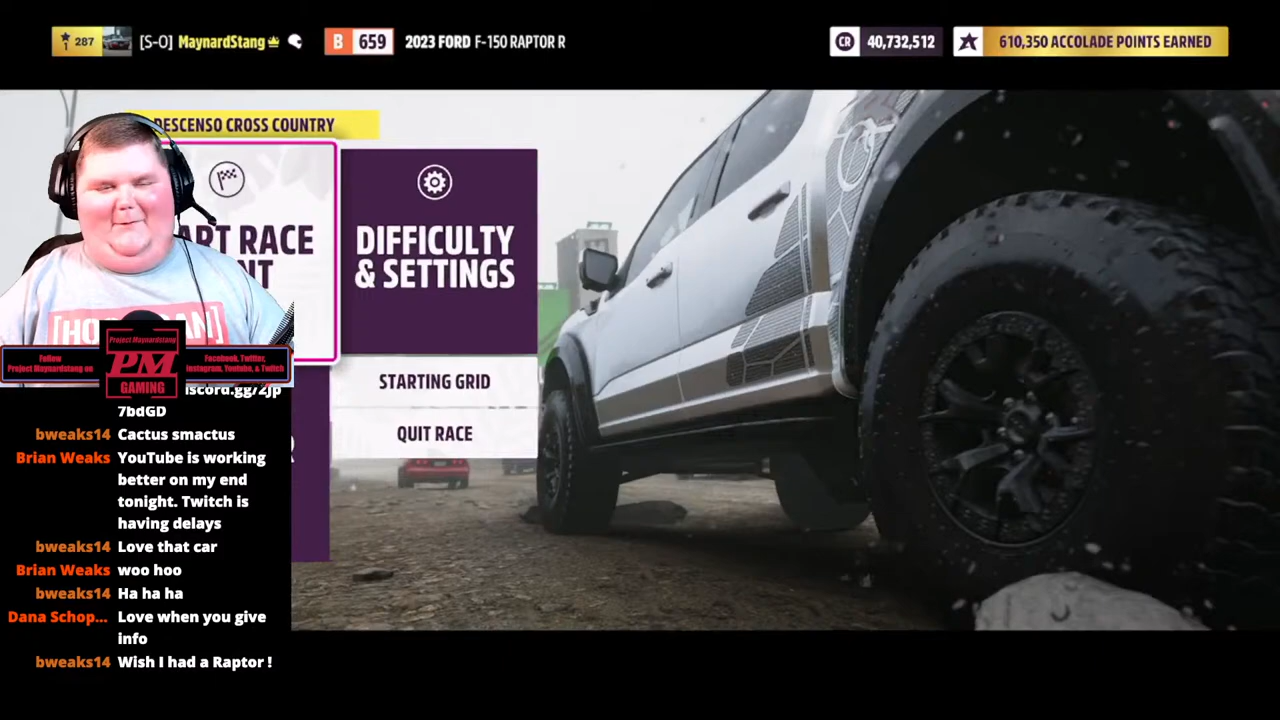 287
[S-O] MaynardStang
B 659
2023 FORD F-150 RAPTOR R
CR 40,732,512
610,350 ACCOLADE POINTS EARNED
DESCENSO CROSS COUNTRY
ART RACE
NT
DIFFICULTY
& SETTINGS
STARTING GRID
QUIT RACE
Follow
Project Maynardstang on
Project Maynardstang
PM
GAMING
Facebook, Twitter,
Instagram, Youtube, & Twitch
7bdGD
bweaks14 Cactus smactus
Brian Weaks YouTube is working
better on my end
tonight. Twitch is
having delays
bweaks14 Love that car
Brian Weaks woo hoo
bweaks14 Ha ha ha
Dana Schop... Love when you give
info
bweaks14 Wish I had a Raptor !